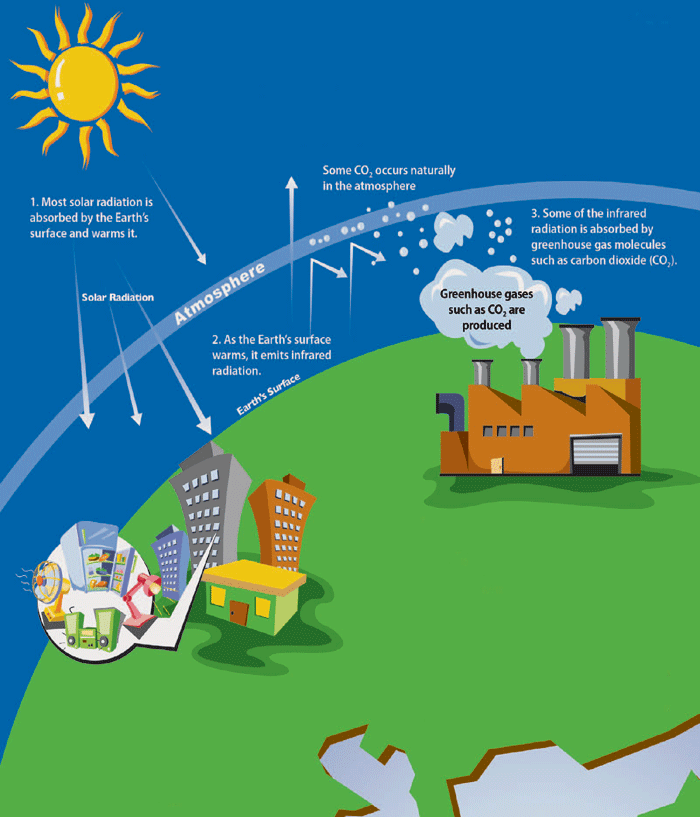 Some CO₂ occurs naturally
in the atmosphere
1. Most solar radiation is
absorbed by the Earth's
surface and warms it.
3. Some of the infrared
radiation is absorbed by
greenhouse gas molecules
such as carbon dioxide (CO₂).
Atmosphere
Solar Radiation
Greenhouse gases
such as CO₂ are
produced
2. As the Earth's surface
warms, it emits infrared
radiation.
Earth's Surface